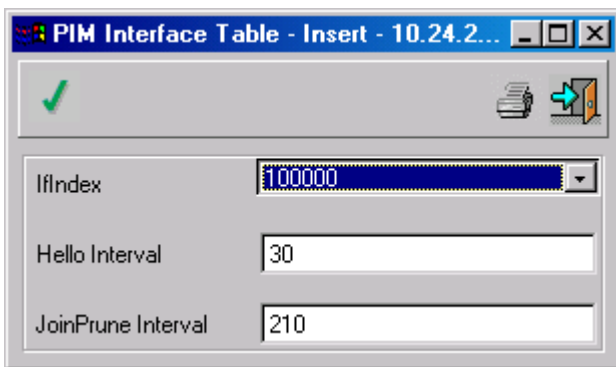 PIM Interface Table - Insert - 10.24.2...
IfIndex 100000
Hello Interval 30
JoinPrune Interval 210